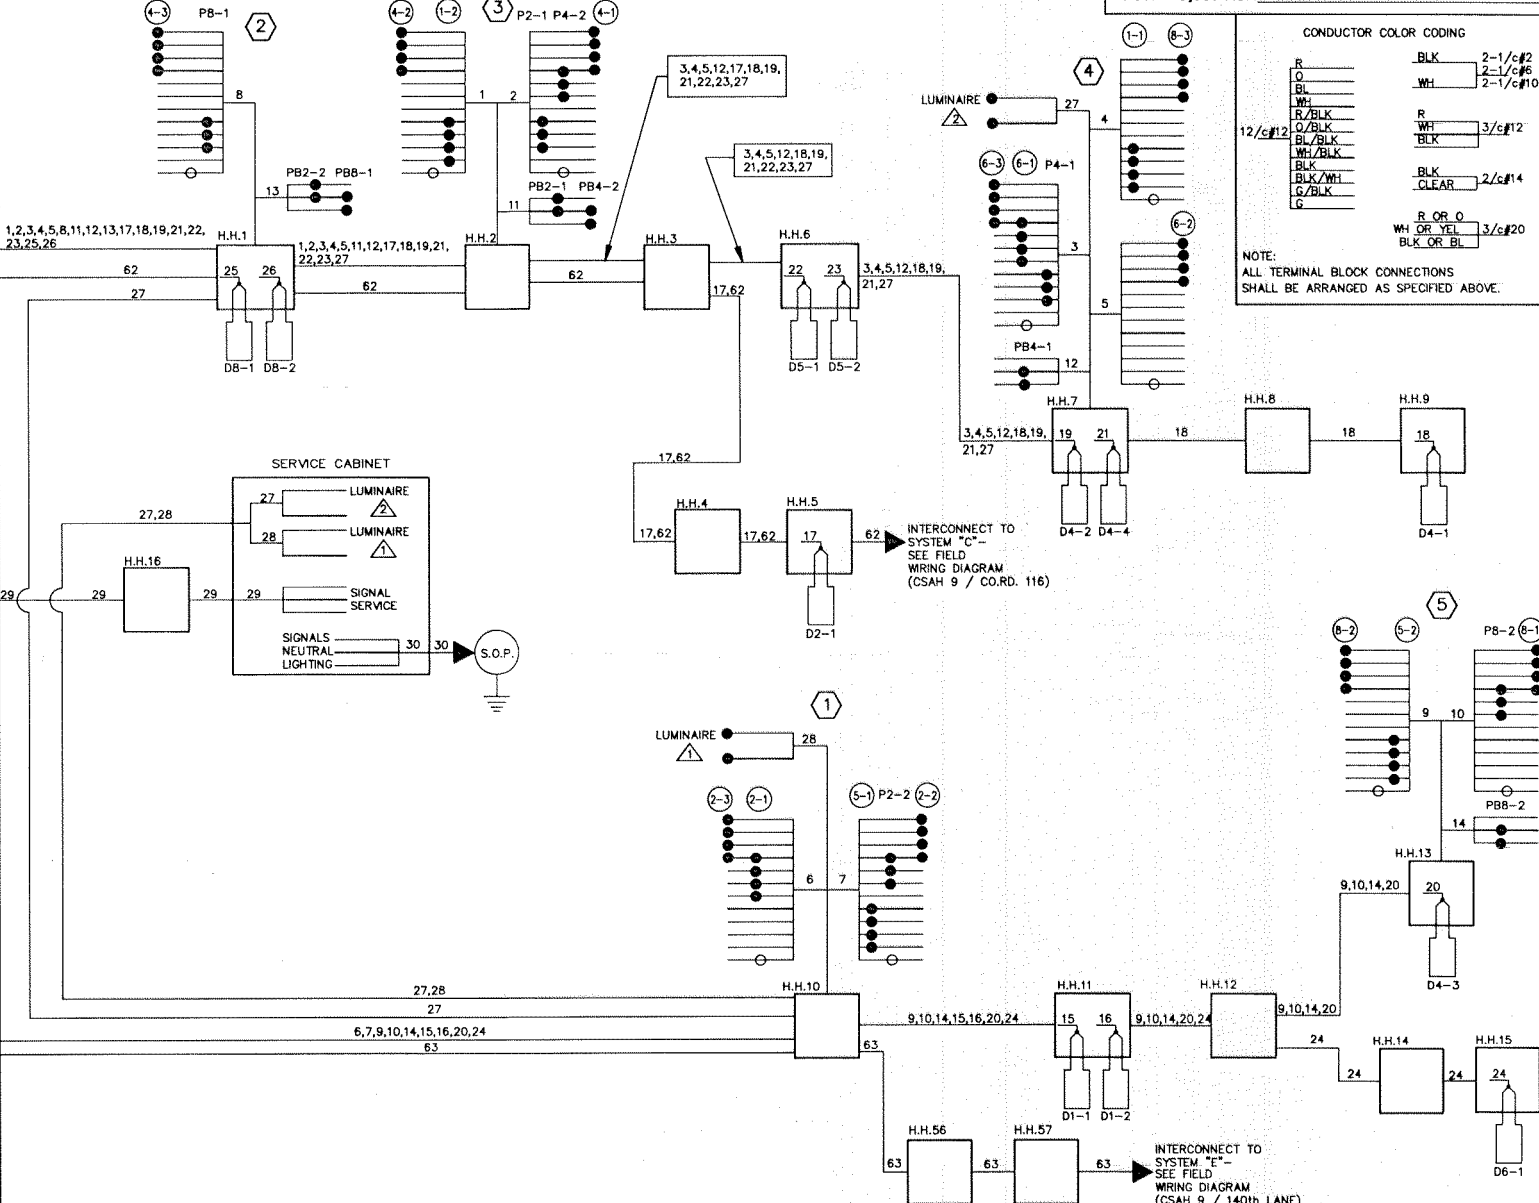 4-3
P8-1
2
4-2
1-2
3
P2-1 P4-2
4-1
8
1
2
3,4,5,12,17,18,19,
21,22,23,27
3,4,5,12,18,19,
21,22,23,27
PB2-2 PB8-1
13
PB2-1 PB4-2
11
1-1
8-3
4
LUMINAIRE
2
27
4
6-3
6-1
P4-1
3
6-2
5
PB4-1
12
CONDUCTOR COLOR CODING
12/c#12
R
O
BL
WH
R/BLK
O/BLK
BL/BLK
WH/BLK
BLK
BLK/WH
G/BLK
G
BLK
WH
2-1/c#2
2-1/c#6
2-1/c#10
R
WH
BLK
3/c#12
BLK
CLEAR
2/c#14
R OR O
WH OR YEL
BLK OR BL
3/c#20
NOTE:
ALL TERMINAL BLOCK CONNECTIONS
SHALL BE ARRANGED AS SPECIFIED ABOVE.
1,2,3,4,5,8,11,12,13,17,18,19,21,22,
23,25,26
62
27
H.H.1
25
26
D8-1
D8-2
1,2,3,4,5,11,12,17,18,19,21,
22,23,27
62
H.H.2
62
H.H.3
17,62
H.H.6
22
23
D5-1
D5-2
3,4,5,12,18,19,
21,27
3,4,5,12,18,19,
21,27
H.H.7
19
21
D4-2
D4-4
18
H.H.8
18
H.H.9
18
D4-1
17,62
17,62
H.H.4
17,62
H.H.5
17
D2-1
62
INTERCONNECT TO
SYSTEM "C"-
SEE FIELD
WIRING DIAGRAM
(CSAH 9 / CO.RD. 116)
SERVICE CABINET
27,28
27
LUMINAIRE
2
28
LUMINAIRE
1
29
29
H.H.16
29
29
SIGNAL
SERVICE
SIGNALS
NEUTRAL
LIGHTING
30
30
S.O.P.
1
LUMINAIRE
1
28
2-3
2-1
5-1
P2-2
2-2
6
7
5
8-2
5-2
P8-2
8-1
9
10
PB8-2
14
H.H.13
9,10,14,20
20
D4-3
27,28
27
6,7,9,10,14,15,16,20,24
63
H.H.10
9,10,14,15,16,20,24
H.H.11
15
16
D1-1
D1-2
9,10,14,20,24
H.H.12
9,10,14,20
24
24
H.H.14
24
H.H.15
24
D6-1
63
63
H.H.56
63
H.H.57
63
INTERCONNECT TO
SYSTEM "E"-
SEE FIELD
WIRING DIAGRAM
(CSAH 9 / 140th LANE)